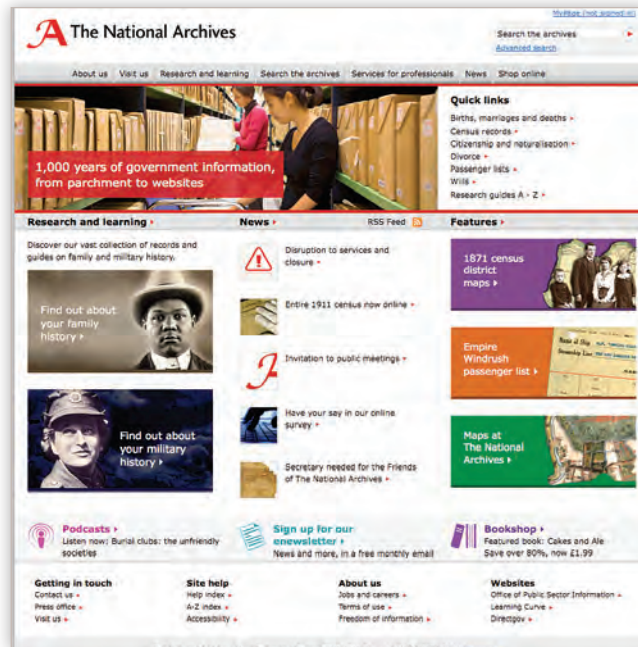 MyPage (not signed in)
The National Archives
Search the archives
Advanced search
About us Visit us Research and learning Search the archives Services for professionals News Shop online
1,000 years of government information,
from parchment to websites
Quick links
Births, marriages and deaths
Census records
Citizenship and naturalisation
Divorce
Passenger lists
Wills
Research guides A - Z
Research and learning
Discover our vast collection of records and
guides on family and military history.
Find out about
your family
history
Find out about
your military
history
News
RSS Feed
Disruption to services and
closure
Entire 1911 census now online
Invitation to public meetings
Have your say in our online
survey
Secretary needed for the Friends
of The National Archives
Features
1871 census
district
maps
Empire
Windrush
passenger list
Maps at
The National
Archives
Podcasts
Listen now: Burial clubs: the unfriendly
societies
Sign up for our
enewsletter
News and more, in a free monthly email
Bookshop
Featured book: Cakes and Ale
Save over 80%, now £1.99
Getting in touch
Contact us
Press office
Visit us
Site help
Help index
A-Z index
Accessibility
About us
Jobs and careers
Terms of use
Freedom of information
Websites
Office of Public Sector Information
Learning Curve
Directgov